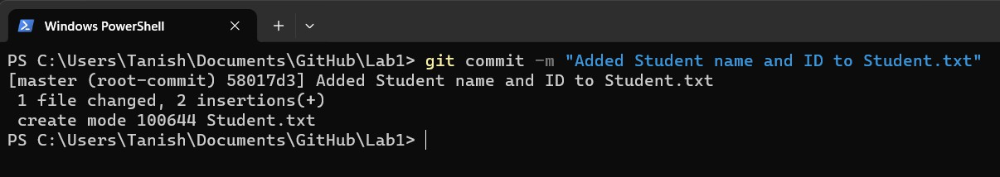 Windows PowerShell
PS C:\Users\Tanish\Documents\GitHub\Lab1> git commit -m "Added Student name and ID to Student.txt"
[master (root-commit) 58017d3] Added Student name and ID to Student.txt
 1 file changed, 2 insertions(+)
 create mode 100644 Student.txt
PS C:\Users\Tanish\Documents\GitHub\Lab1>